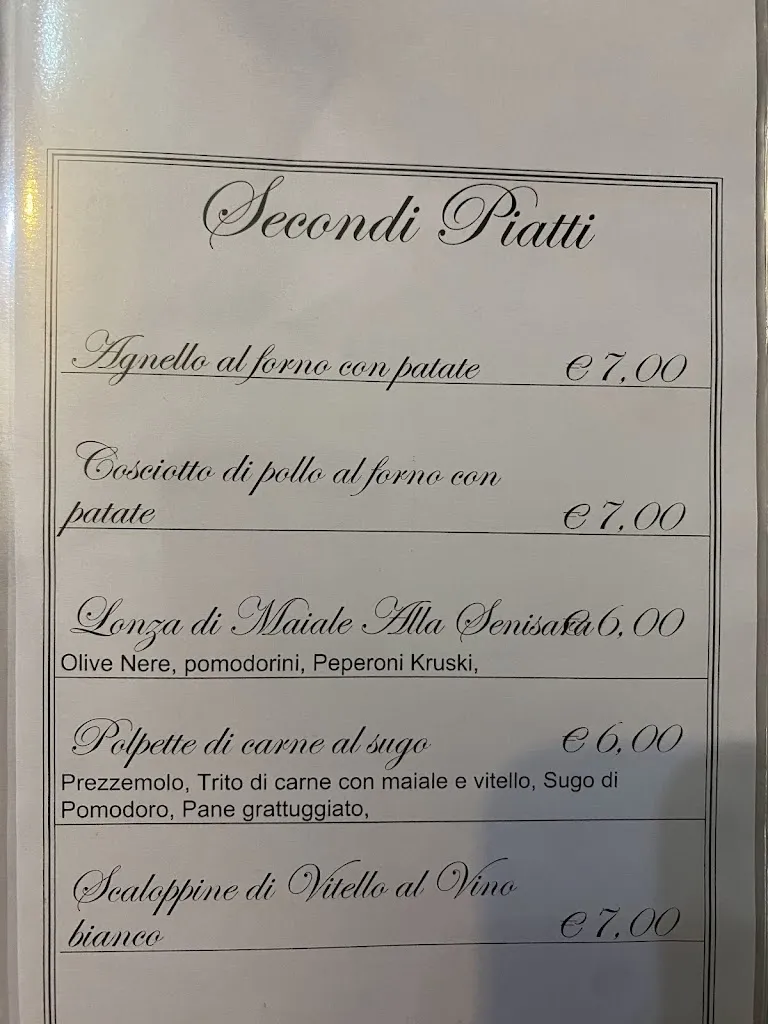 Secondi Piatti
Agnello al forno con patate € 7,00
Cosciotto di pollo al forno con
patate € 7,00
Lonza di Maiale Alla Senisara € 6,00
Olive Nere, pomodorini, Peperoni Kruski,
Polpette di carne al sugo € 6,00
Prezzemolo, Trito di carne con maiale e vitello, Sugo di
Pomodoro, Pane grattuggiato,
Scaloppine di Vitello al Vino
bianco € 7,00